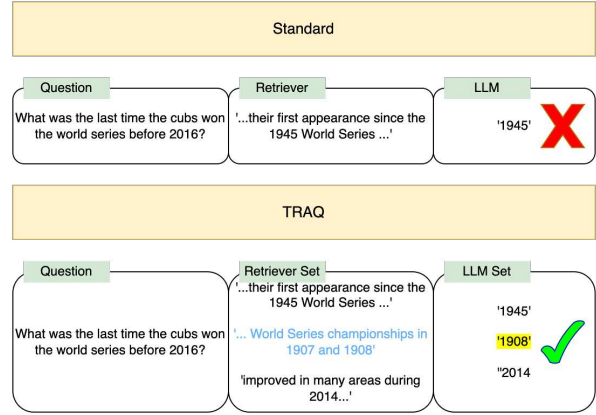 Standard
Question
Retriever
LLM
What was the last time the cubs won
the world series before 2016?
'...their first appearance since the
1945 World Series ...'
'1945'
TRAQ
Question
Retriever Set
LLM Set
What was the last time the cubs won
the world series before 2016?
'...their first appearance since the
1945 World Series ...'
'... World Series championships in
1907 and 1908'
'improved in many areas during
2014...'
'1945'
'1908'
"2014